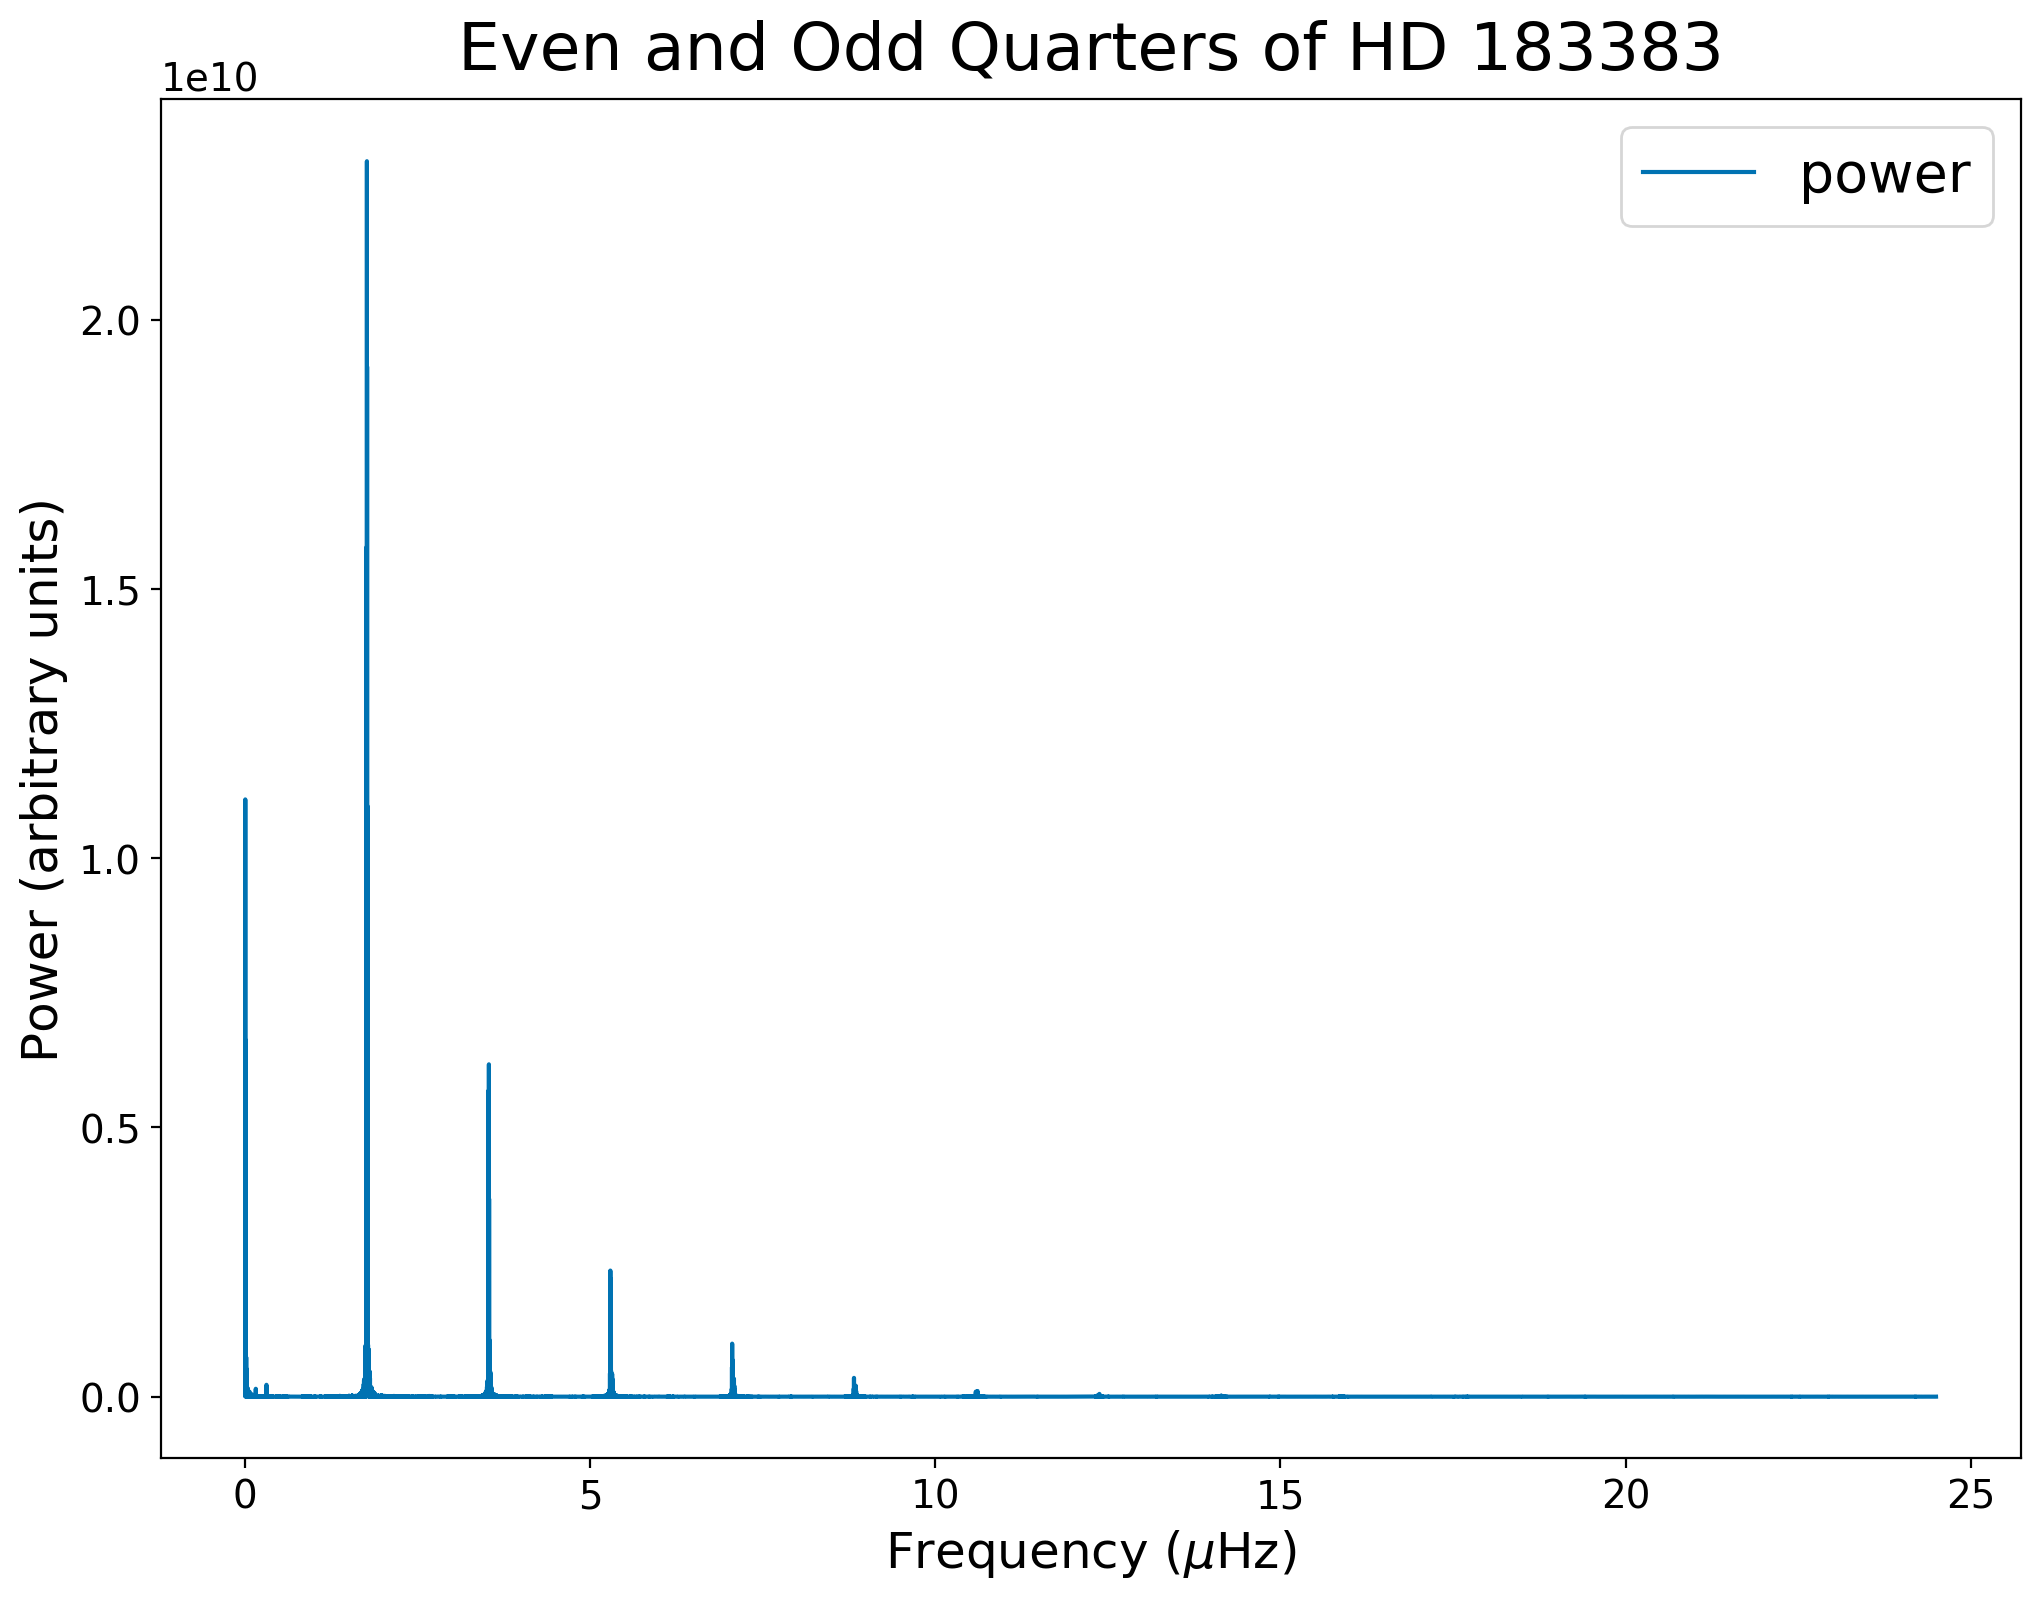 Even and Odd Quarters of HD 183383
1e10
power
2.0
1.5
1.0
0.5
0.0
Power (arbitrary units)
0 5 10 15 20 25
Frequency (μHz)